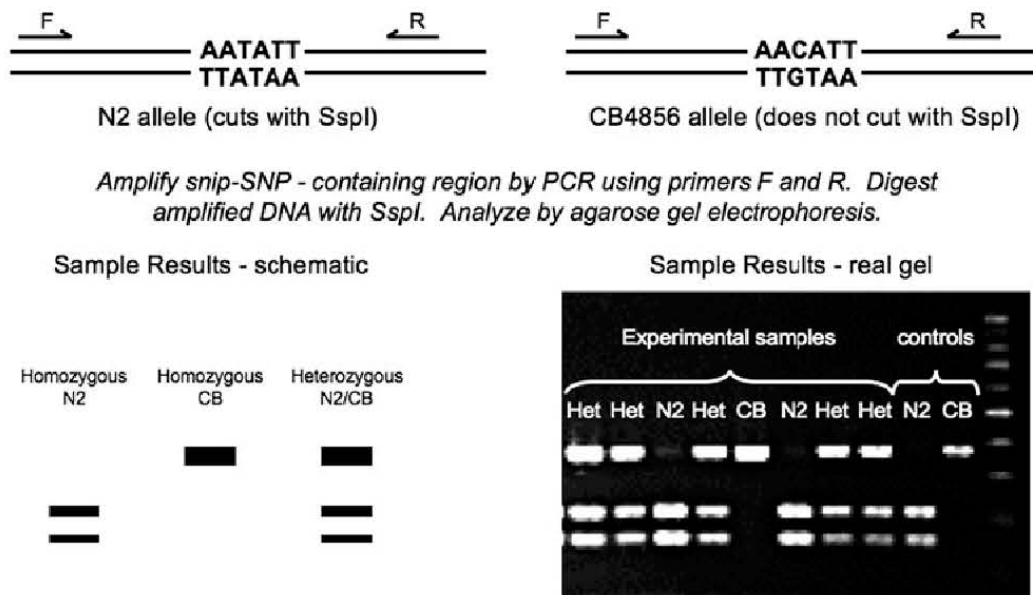 F R F R
AATATT AACATT
TTATAA TTGTAA
N2 allele (cuts with SspI) CB4856 allele (does not cut with SspI)
Amplify snip-SNP - containing region by PCR using primers F and R. Digest
amplified DNA with SspI. Analyze by agarose gel electrophoresis.
Sample Results - schematic Sample Results - real gel
Experimental samples controls
Homozygous Homozygous Heterozygous
N2 CB N2/CB
Het Het N2 Het CB N2 Het Het N2 CB